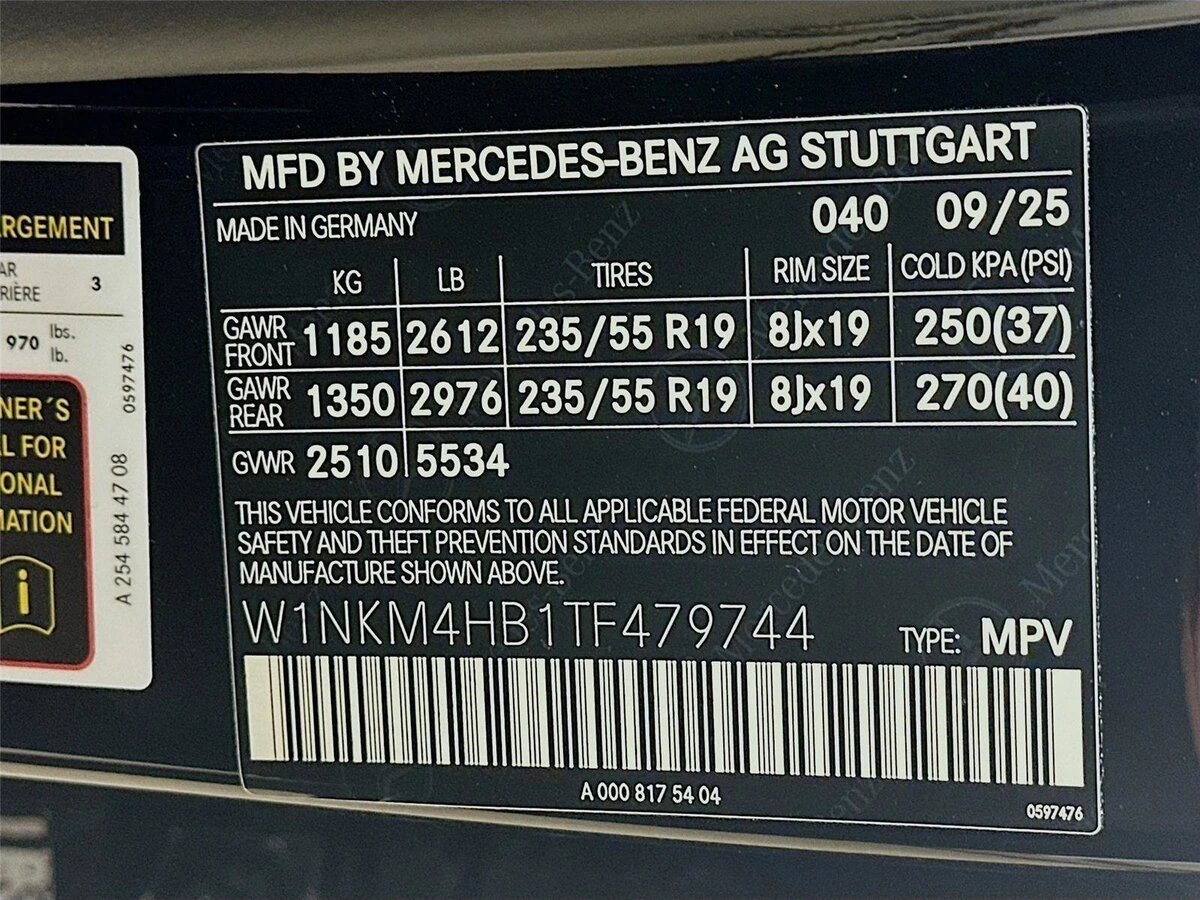 MFD BY MERCEDES-BENZ AG STUTTGART
MADE IN GERMANY 040 09/25
KG LB TIRES RIM SIZE COLD KPA (PSI)
GAWR FRONT 1185 2612 235/55 R19 8Jx19 250(37)
GAWR REAR 1350 2976 235/55 R19 8Jx19 270(40)
GVWR 2510 5534
THIS VEHICLE CONFORMS TO ALL APPLICABLE FEDERAL MOTOR VEHICLE
SAFETY AND THEFT PREVENTION STANDARDS IN EFFECT ON THE DATE OF
MANUFACTURE SHOWN ABOVE.
W1NKM4HB1TF479744 TYPE: MPV
A 000 817 54 04
0597476
RGEMENT
AR
RIÈRE 3
970 lbs.
lb.
NER´S
L FOR
ONAL
MATION
i
A 254 584 47 08 0597476